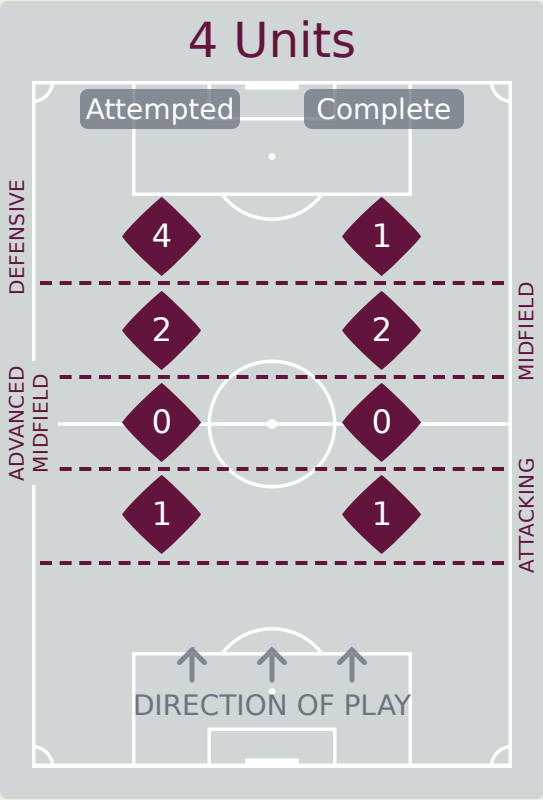 4 Units
Attempted
Complete
DEFENSIVE
4
1
MIDFIELD
2
2
ADVANCED
MIDFIELD
0
0
ATTACKING
1
1
DIRECTION OF PLAY